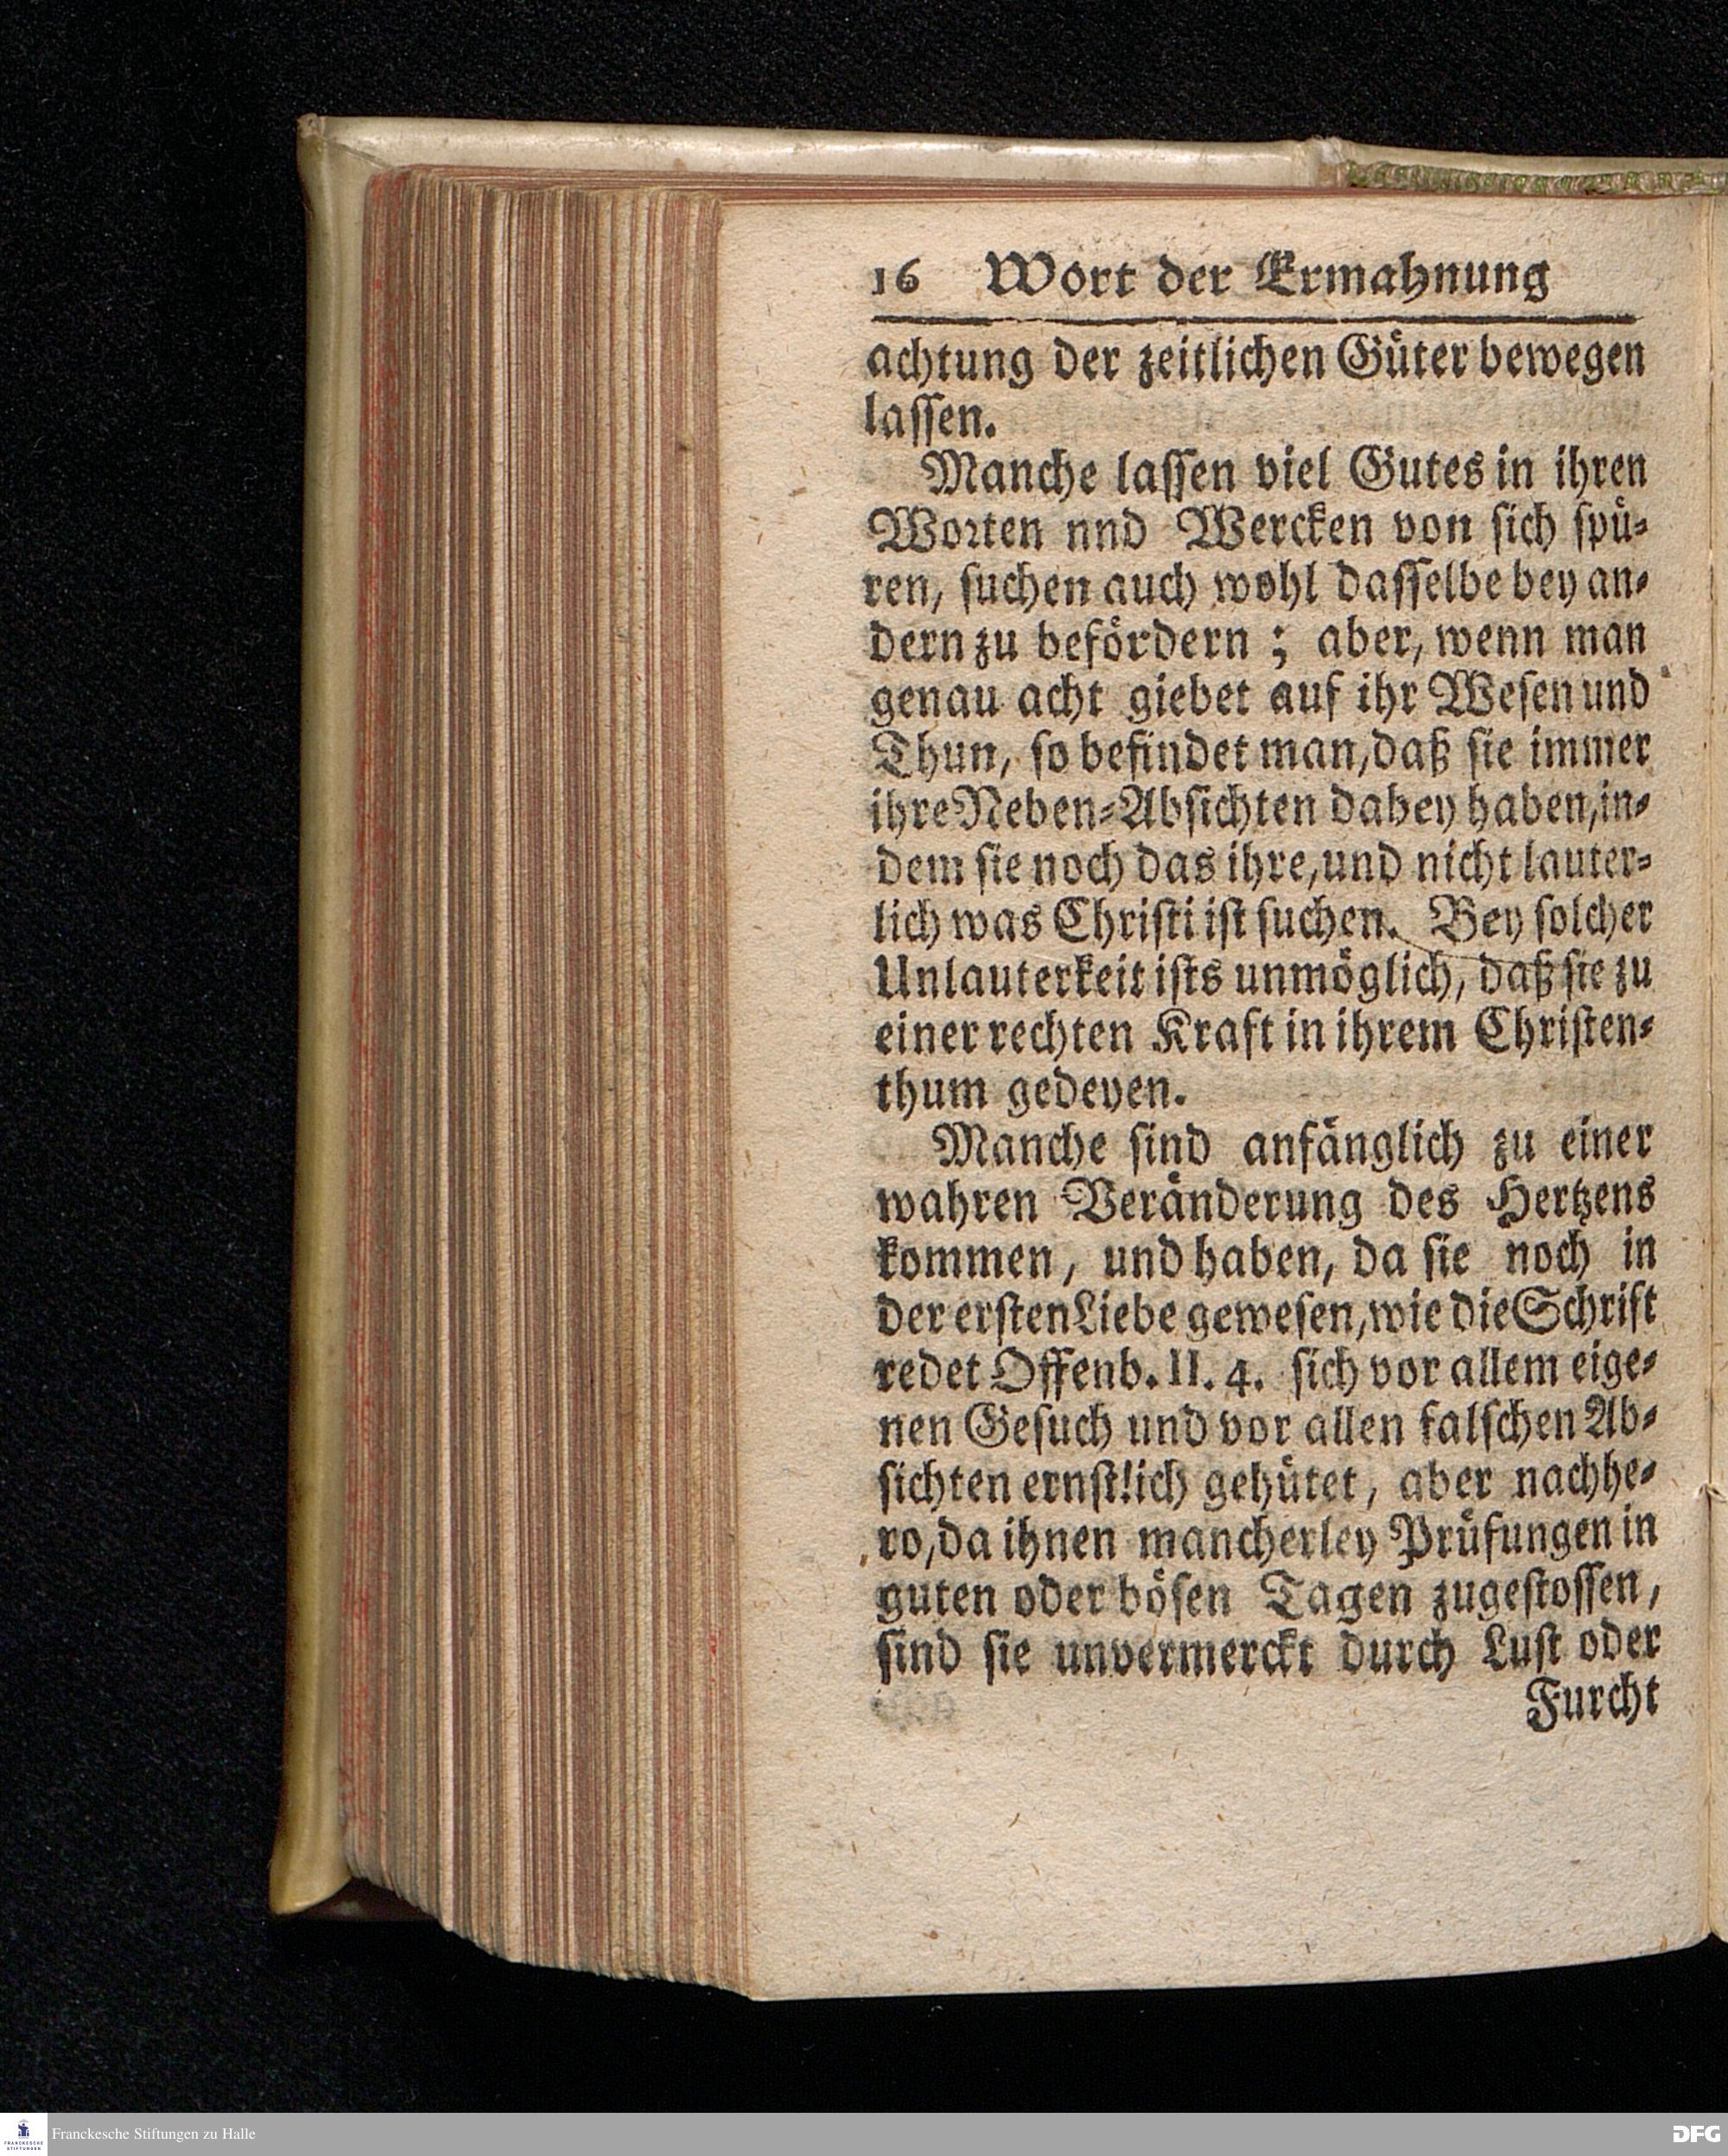 16 Wort der Ermahnung
achtung der zeitlichen Güter bewegen
lassen.
Manche lassen viel Gutes in ihren
Worten nnd Wercken von sich spü-
ren, suchen auch wohl dasselbe bey an-
dern zu befördern ; aber, wenn man
genau acht giebet auf ihr Wesen und
Thun, so befindet man, daß sie immer
ihre Neben-Absichten dabey haben, in-
dem sie noch das ihre, und nicht lauter-
lich was Christi ist suchen. Bey solcher
Unlauterkeit ists unmöglich, daß sie zu
einer rechten Kraft in ihrem Christen-
thum gedeyen.
Manche sind anfänglich zu einer
wahren Veränderung des Hertzens
kommen, und haben, da sie noch in
der ersten Liebe gewesen, wie die Schrift
redet Offenb. II. 4. sich vor allem eige-
nen Gesuch und vor allen falschen Ab-
sichten ernstlich gehütet, aber nachhe-
ro, da ihnen mancherley Prüfungen in
guten oder bösen Tagen zugestossen,
sind sie unvermerckt durch Lust oder
Furcht
FRANCKESCHE STIFTUNGEN
Franckesche Stiftungen zu Halle
DFG